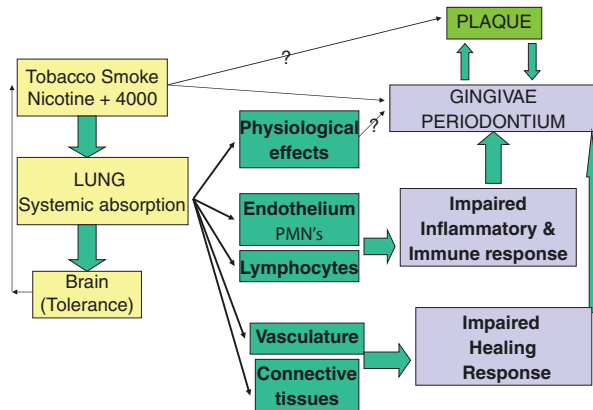 PLAQUE
?
Tobacco Smoke
Nicotine + 4000
GINGIVAE
PERIODONTIUM
Physiological
effects
?
LUNG
Systemic absorption
Endothelium
PMN's
Lymphocytes
Impaired
Inflammatory &
Immune response
Brain
(Tolerance)
Vasculature
Connective
tissues
Impaired
Healing
Response